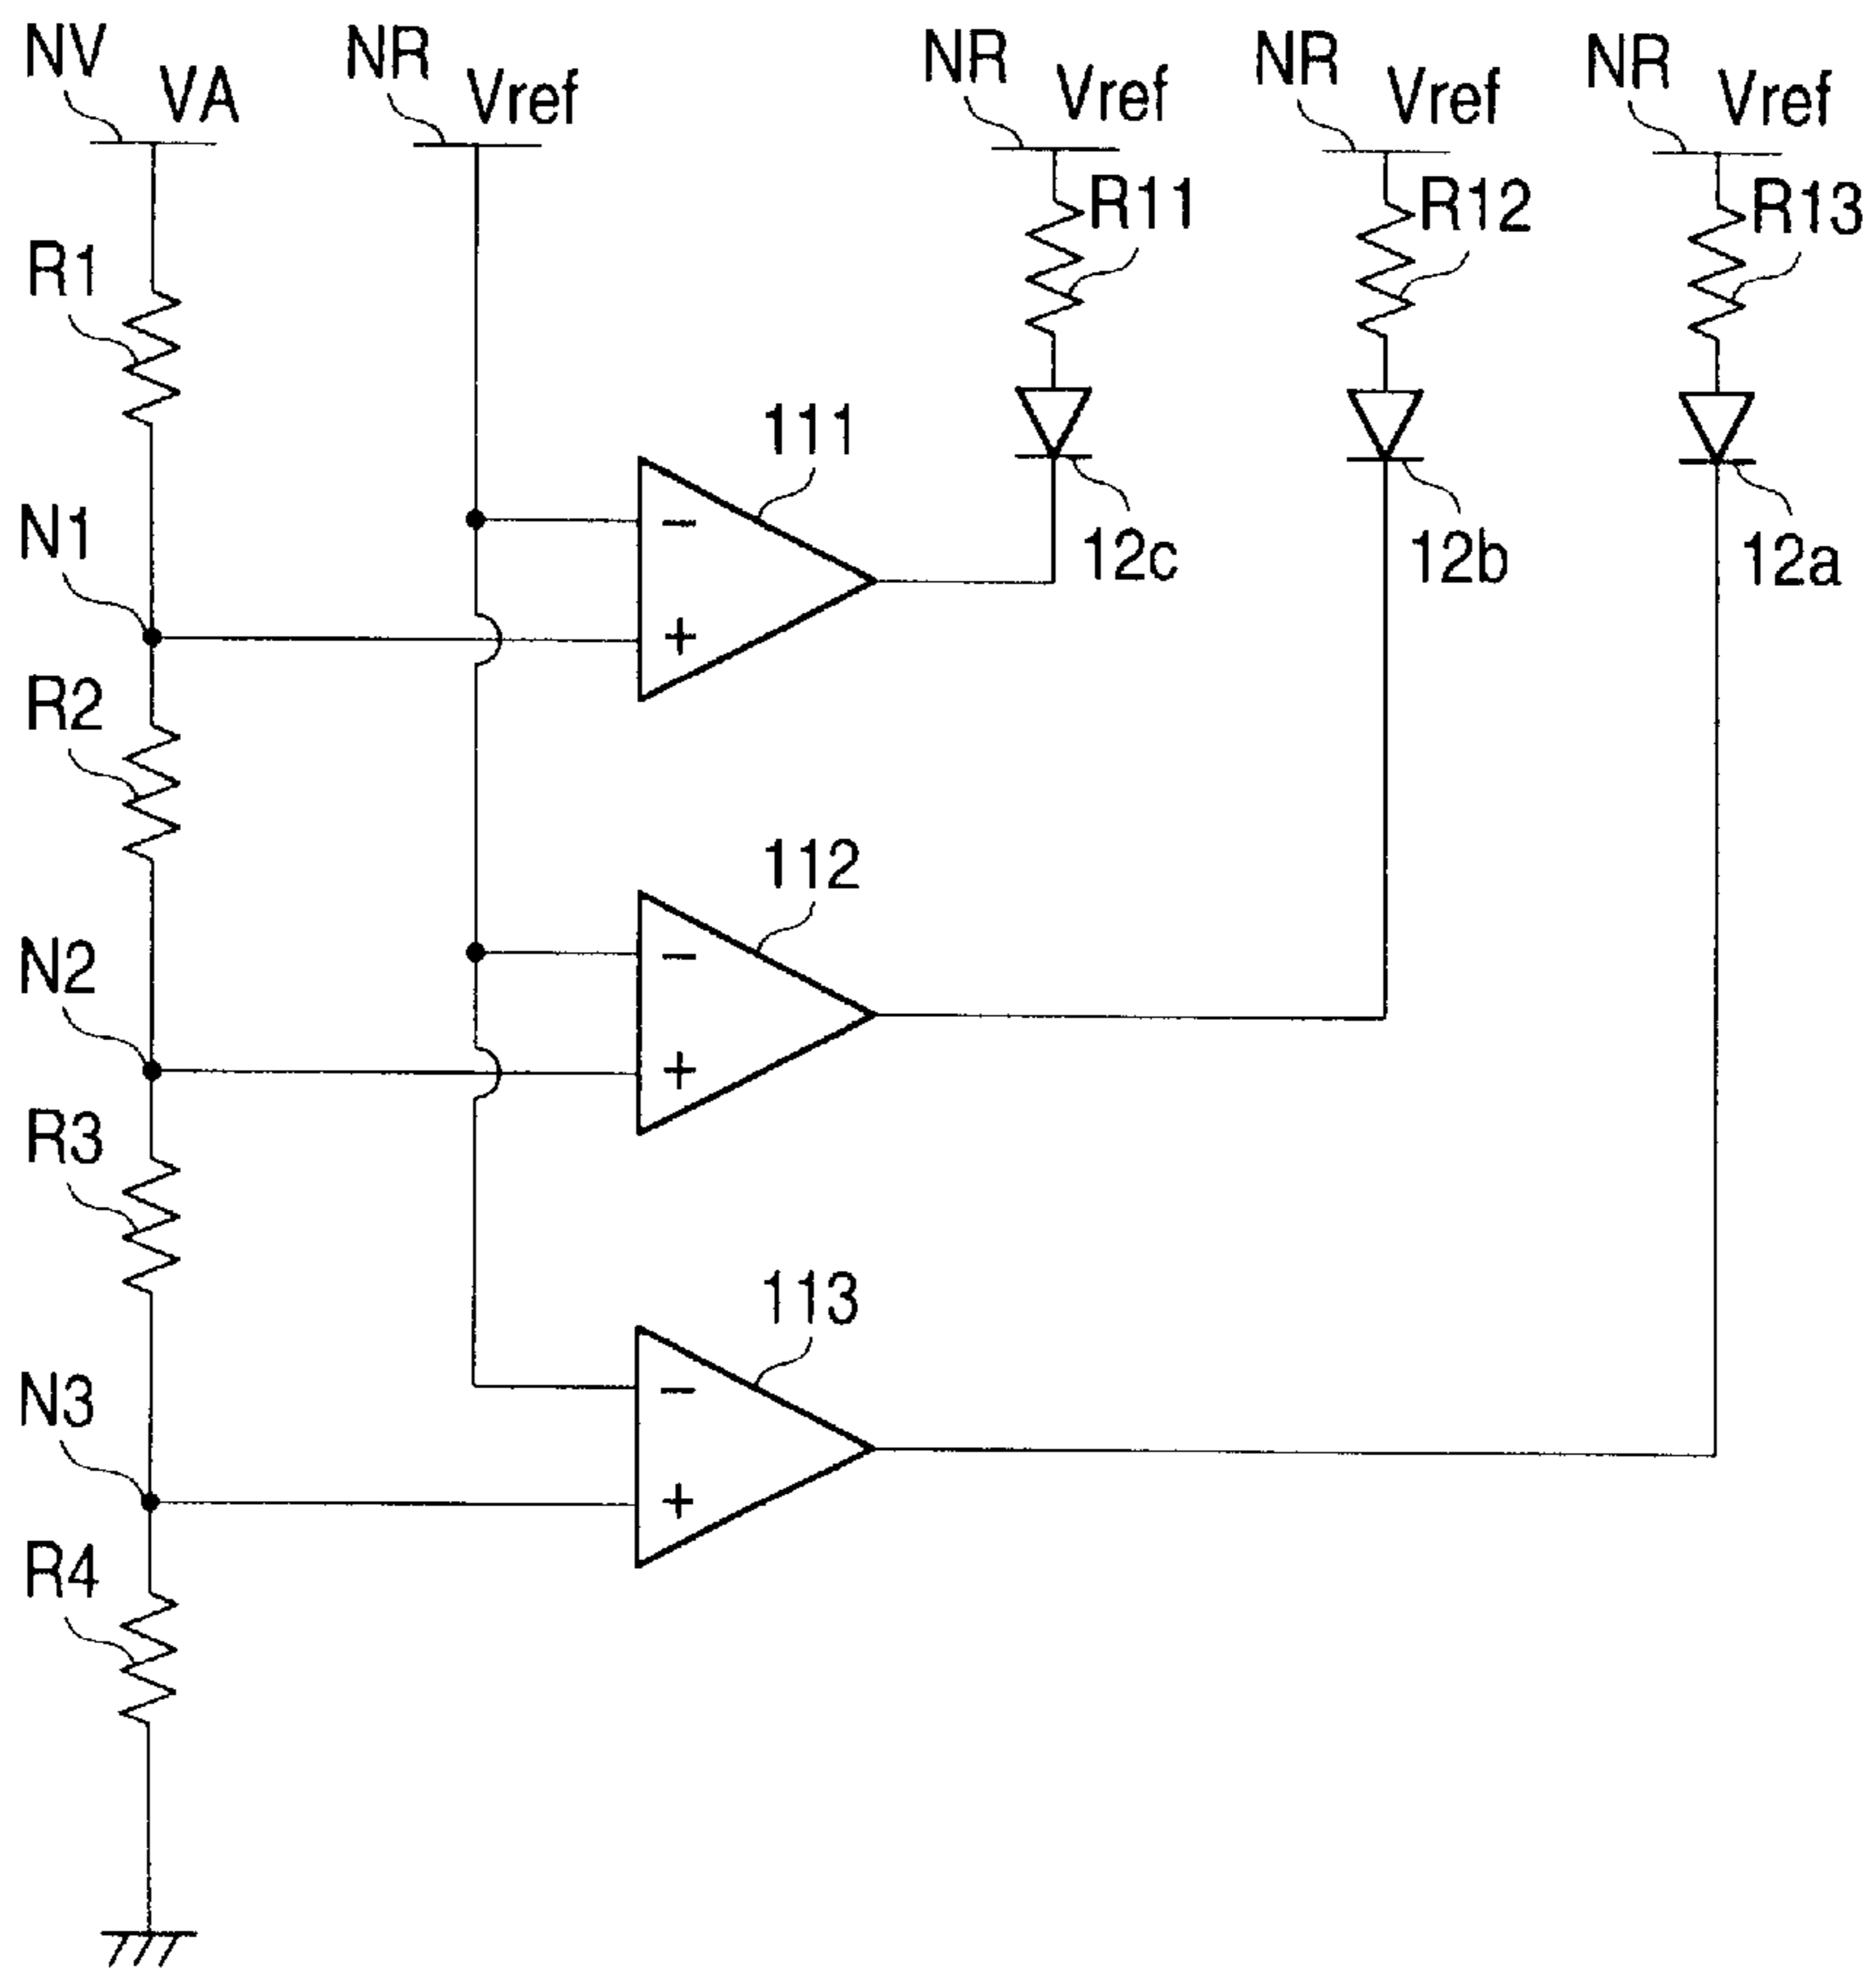 NV
VA
NR
Vref
NR
Vref
NR
Vref
NR
Vref
R1
R11
R12
R13
N1
111
−
+
12c
12b
12a
R2
112
N2
−
+
R3
113
N3
−
+
R4